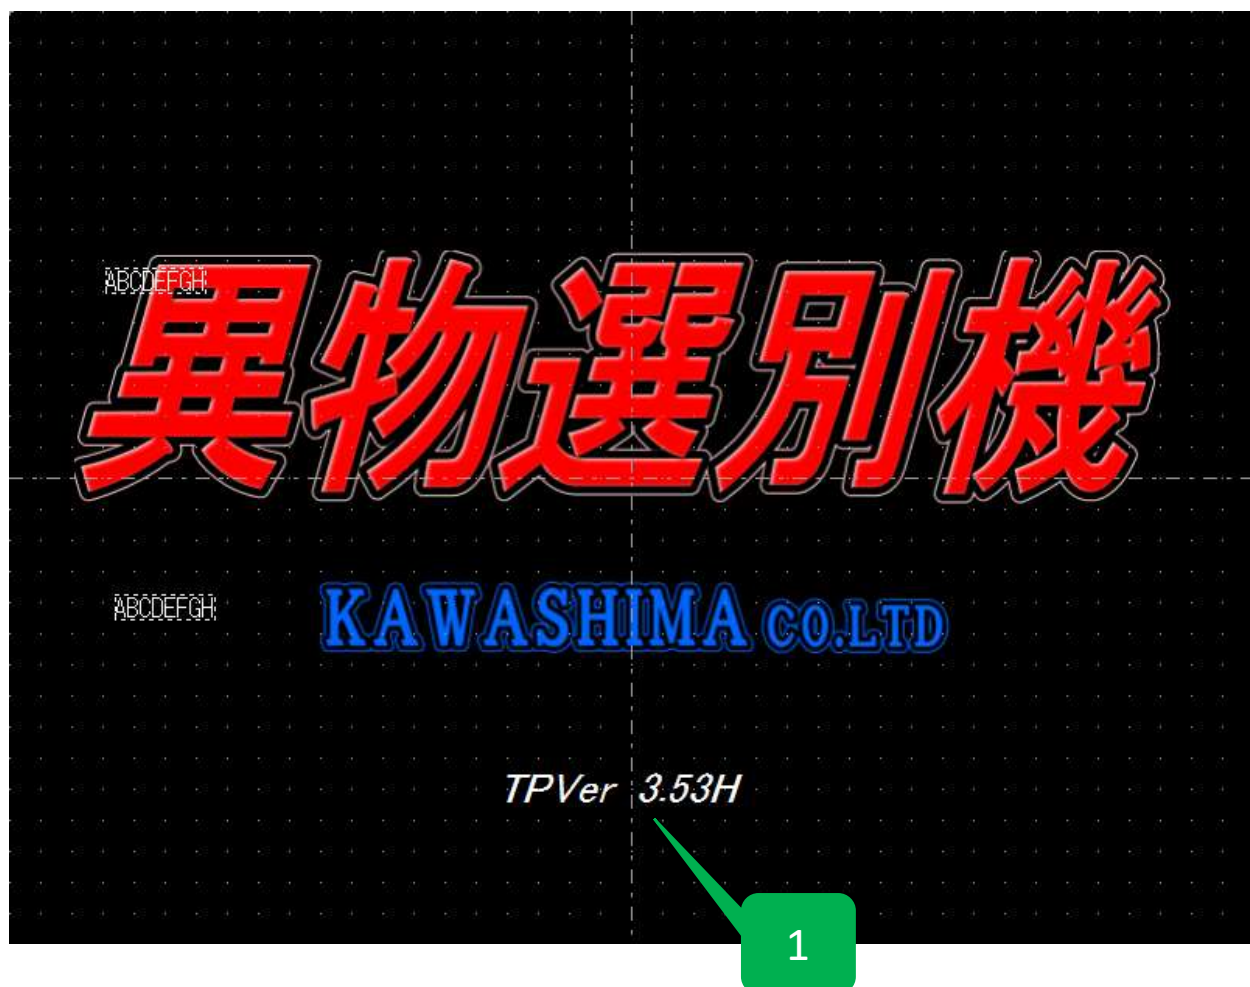 ABCDEFGH
異物選別機
ABCDEFGH
KAWASHIMA CO.LTD
TPVer 3.53H
1